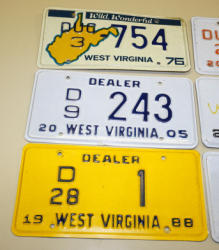 Wild, Wonderful
DUG 3 754
WEST VIRGINIA. 76
DEALER
D 9 243
20 WEST VIRGINIA. 05
DEALER
D 28 1
19 WEST VIRGINIA 88